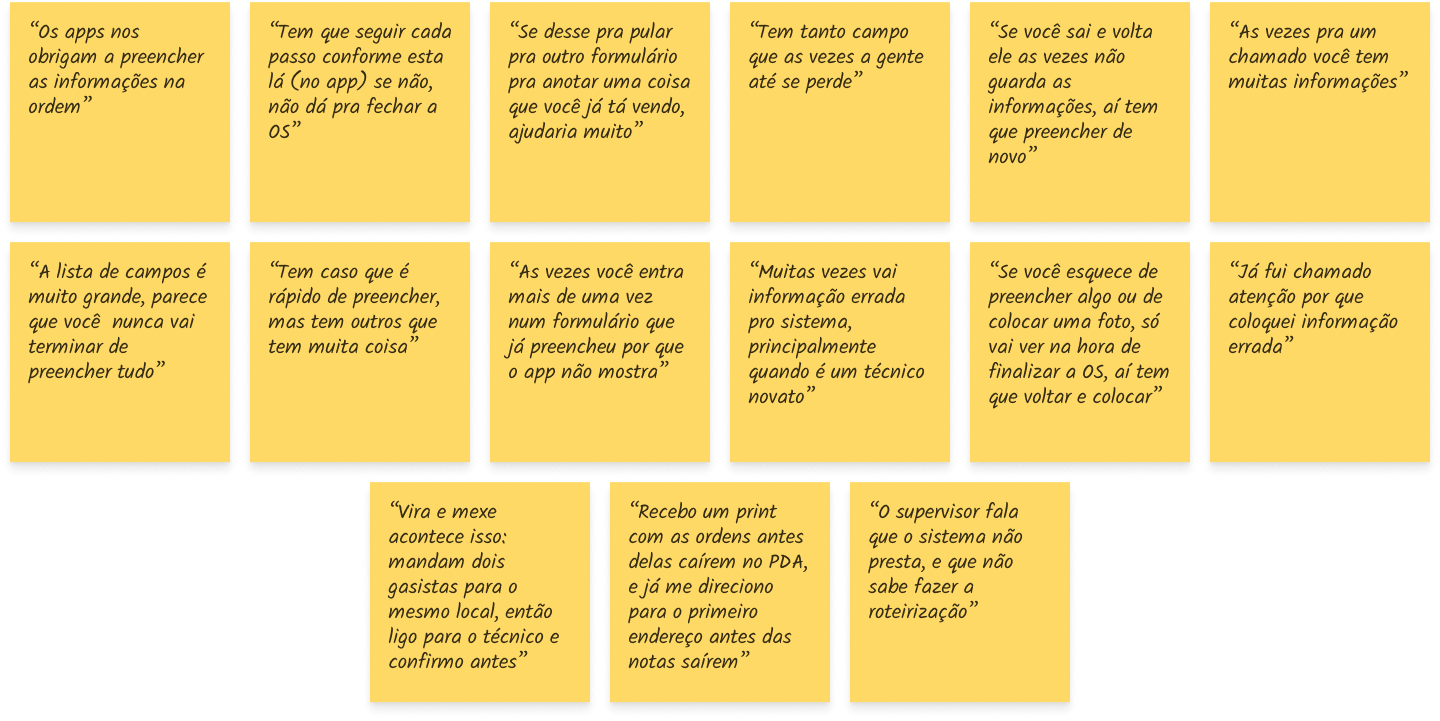 “Os apps nos
obrigam a preencher
as informações na
ordem”
“Tem que seguir cada
passo conforme esta
lá (no app) se não,
não dá pra fechar a
OS”
“Se desse pra pular
pra outro formulário
pra anotar uma coisa
que você já tá vendo,
ajudaria muito”
“Tem tanto campo
que as vezes a gente
até se perde”
“Se você sai e volta
ele as vezes não
guarda as
informações, aí tem
que preencher de
novo”
“As vezes pra um
chamado você tem
muitas informações”
“A lista de campos é
muito grande, parece
que você nunca vai
terminar de
preencher tudo”
“Tem caso que é
rápido de preencher,
mas tem outros que
tem muita coisa”
“As vezes você entra
mais de uma vez
num formulário que
já preencheu por que
o app não mostra”
“Muitas vezes vai
informação errada
pro sistema,
principalmente
quando é um técnico
novato”
“Se você esquece de
preencher algo ou de
colocar uma foto, só
vai ver na hora de
finalizar a OS, aí tem
que voltar e colocar”
“Já fui chamado
atenção por que
coloquei informação
errada”
“Vira e mexe
acontece isso:
mandam dois
gasistas para o
mesmo local, então
ligo para o técnico e
confirmo antes”
“Recebo um print
com as ordens antes
delas caírem no PDA,
e já me direciono
para o primeiro
endereço antes das
notas saírem”
“O supervisor fala
que o sistema não
presta, e que não
sabe fazer a
roteirização”